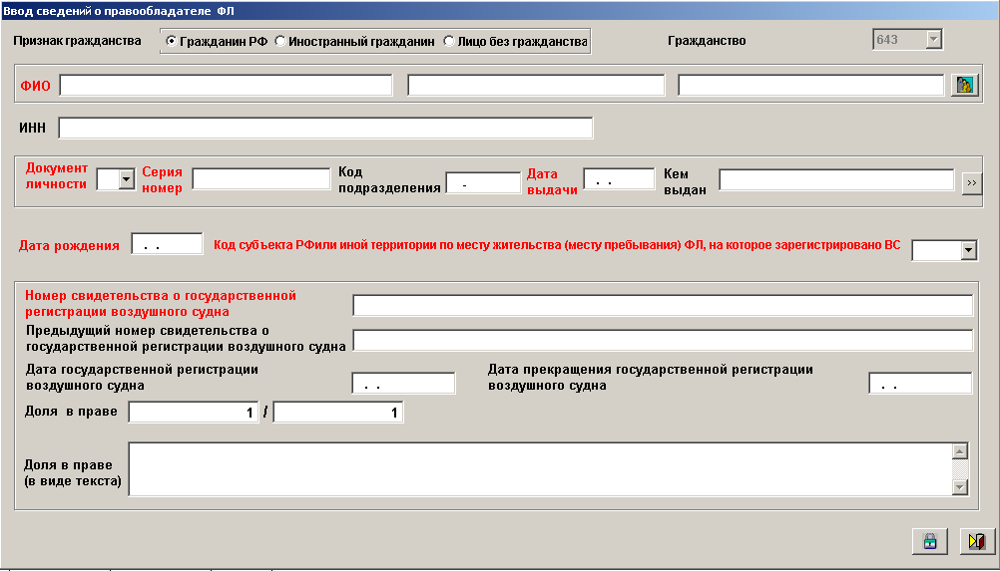 Ввод сведений о правообладателе ФЛ
Признак гражданства
Гражданин РФ Иностранный гражданин Лицо без гражданства
Гражданство
643
ФИО
ИНН
Документ
личности
Серия
номер
Код
подразделения
-
Дата
выдачи
. .
Кем
выдан
>>
Дата рождения
. .
Код субъекта РФили иной территории по месту жительства (месту пребывания) ФЛ, на которое зарегистрировано ВС
Номер свидетельства о государственной
регистрации воздушного судна
Предыдущий номер свидетельства о
государственной регистрации воздушного судна
Дата государственной регистрации
воздушного судна
. .
Дата прекращения государственной регистрации
воздушного судна
. .
Доля в праве 1 / 1
Доля в праве
(в виде текста)